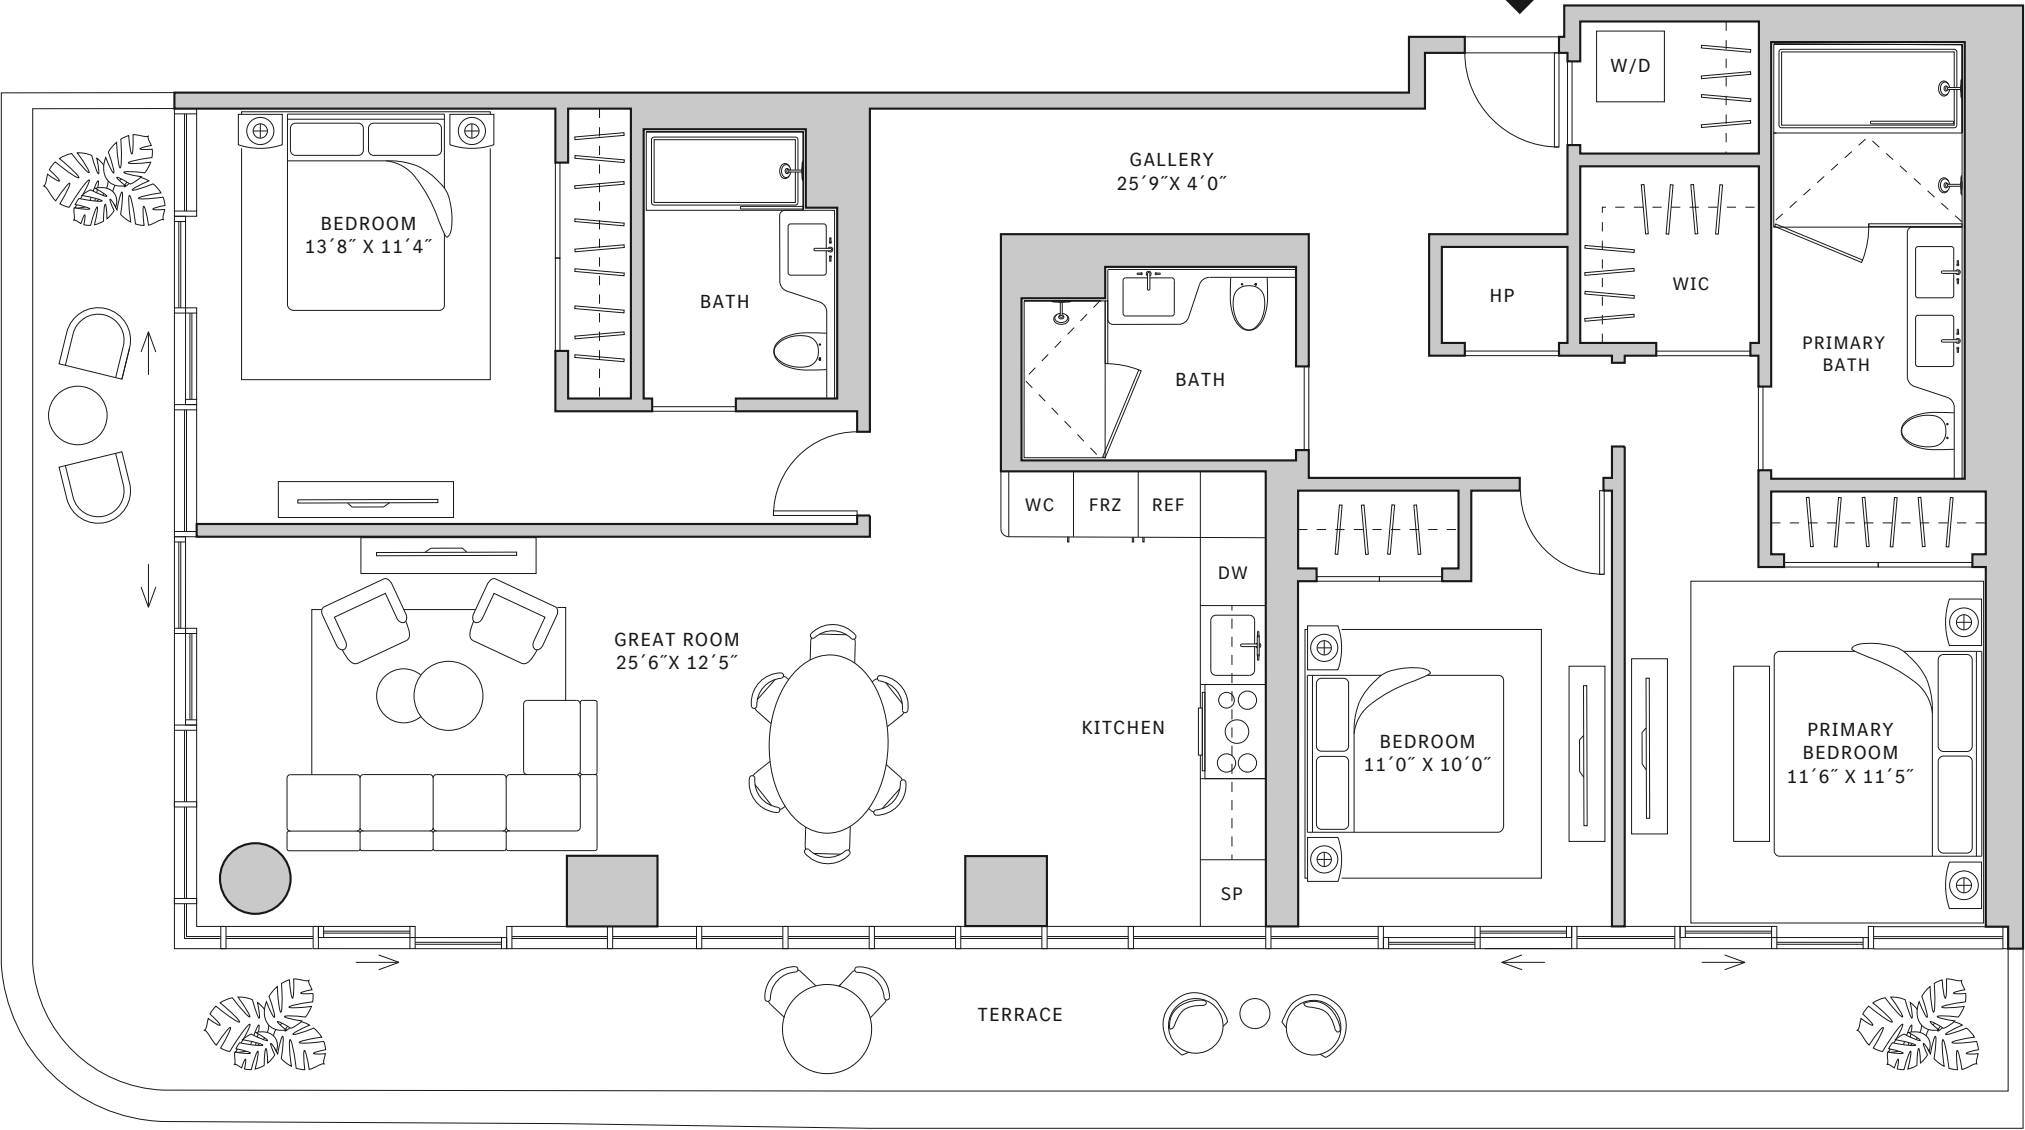 W/D
GALLERY
25´9˝X 4´0˝
BEDROOM
13´8˝ X 11´4˝
BATH
HP
WIC
PRIMARY
BATH
BATH
WC
FRZ
REF
DW
GREAT ROOM
25´6˝X 12´5˝
KITCHEN
BEDROOM
11´0˝ X 10´0˝
PRIMARY
BEDROOM
11´6˝ X 11´5˝
SP
TERRACE